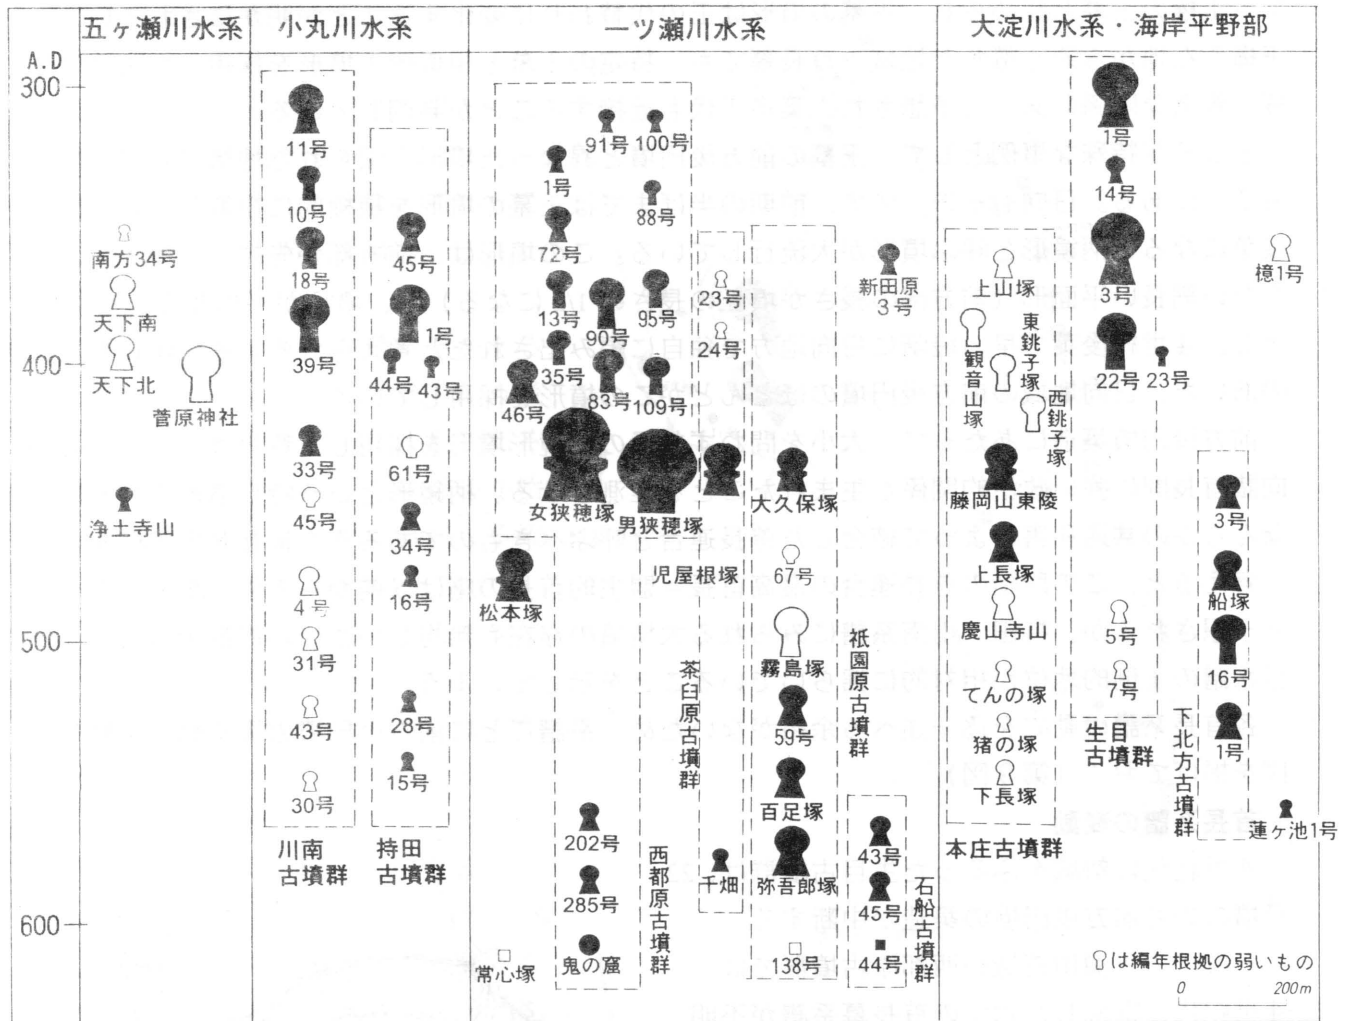 五ヶ瀬川水系
小丸川水系
一ツ瀬川水系
大淀川水系・海岸平野部
A.D
300
400
500
600
南方34号
天下南
天下北
菅原神社
浄土寺山
11号
10号
18号
39号
33号
45号
4号
31号
43号
30号
川南
古墳群
45号
1号
44号
43号
61号
34号
16号
28号
15号
持田
古墳群
91号
100号
1号
88号
72号
13号
90号
95号
35号
83号
109号
46号
女狭穂塚
男狭穂塚
松本塚
202号
285号
鬼の窟
常心塚
西都原古墳群
23号
24号
児屋根塚
茶臼原古墳群
千畑
大久保塚
67号
霧島塚
59号
百足塚
弥吾郎塚
138号
祇園原古墳群
新田原
3号
43号
45号
44号
石船古墳群
上山塚
観音山塚
東銚子塚
西銚子塚
藤岡山東陵
上長塚
慶山寺山
てんの塚
猪の塚
下長塚
本庄古墳群
1号
14号
3号
22号
23号
5号
7号
生目
古墳群
檍1号
3号
船塚
16号
1号
下北方古墳群
蓮ヶ池1号
は編年根拠の弱いもの
0
200m